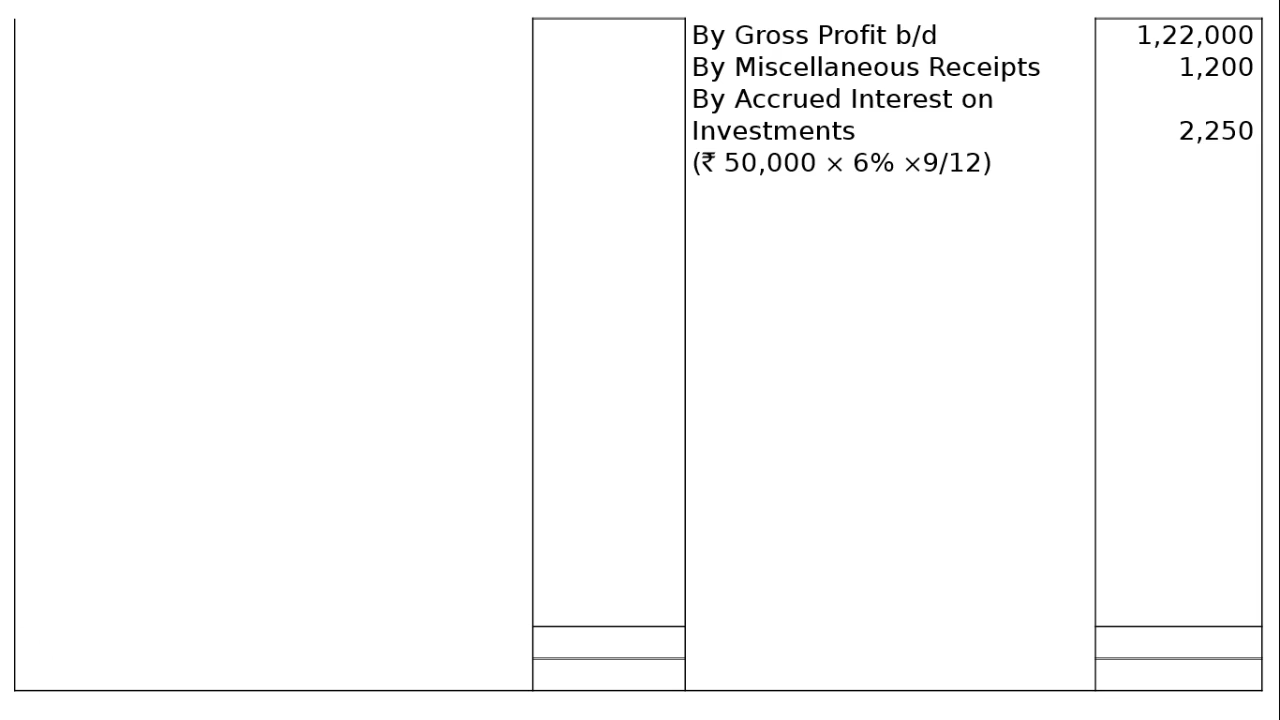 By Gross Profit b/d 1,22,000
By Miscellaneous Receipts 1,200
By Accrued Interest on
Investments 2,250
(₹ 50,000 × 6% ×9/12)